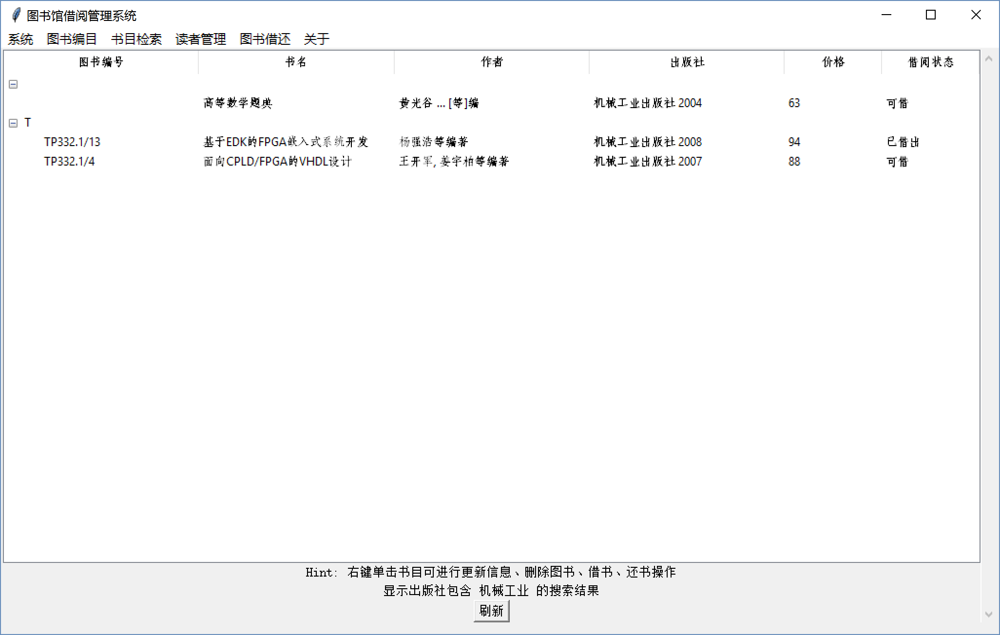 图书馆借阅管理系统
系统 图书编目 书目检索 读者管理 图书借还 关于
图书编号 书名 作者 出版社 价格 借阅状态
高等数学题典 黄光谷 ... [等]编 机械工业出版社 2004 63 可借
T
TP332.1/13 基于EDK的FPGA嵌入式系统开发 杨强浩等编著 机械工业出版社 2008 94 已借出
TP332.1/4 面向CPLD/FPGA的VHDL设计 王开军, 姜宇柏等编著 机械工业出版社 2007 88 可借
Hint: 右键单击书目可进行更新信息、删除图书、借书、还书操作
显示出版社包含 机械工业 的搜索结果
刷新